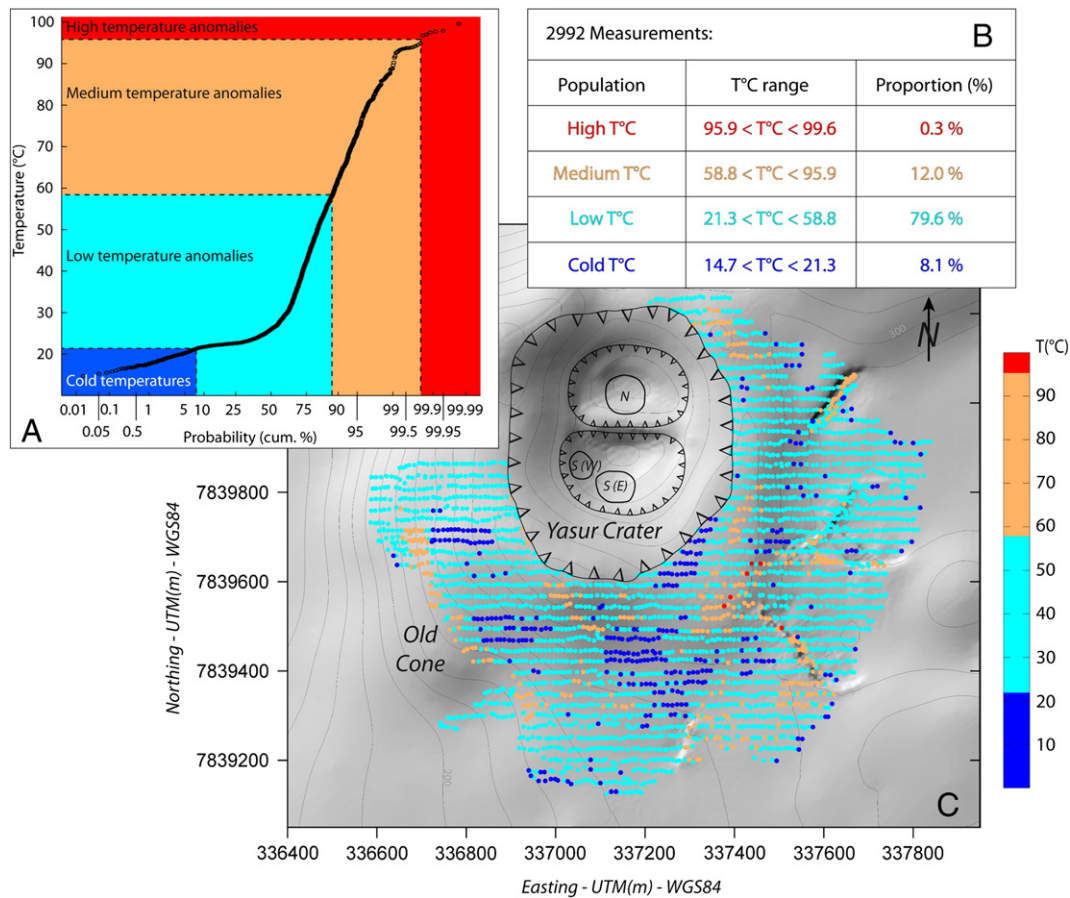 High temperature anomalies
Medium temperature anomalies
Low temperature anomalies
Cold temperatures
Temperature (°C)
100
90
80
70
60
50
40
30
20
0.01 0.1 1 5 10 25 50 75 90 99 99.9 99.99
0.05 0.5 95 99.5 99.95
Probability (cum. %)
A
2992 Measurements:
B
Population T°C range Proportion (%)
High T°C 95.9 < T°C < 99.6 0.3 %
Medium T°C 58.8 < T°C < 95.9 12.0 %
Low T°C 21.3 < T°C < 58.8 79.6 %
Cold T°C 14.7 < T°C < 21.3 8.1 %
N
300
T(°C)
90
80
70
60
50
40
30
20
10
N
S (W)
S (E)
Yasur Crater
Old
Cone
200
C
7839800
7839600
7839400
7839200
Northing - UTM(m) - WGS84
336400 336600 336800 337000 337200 337400 337600 337800
Easting - UTM(m) - WGS84